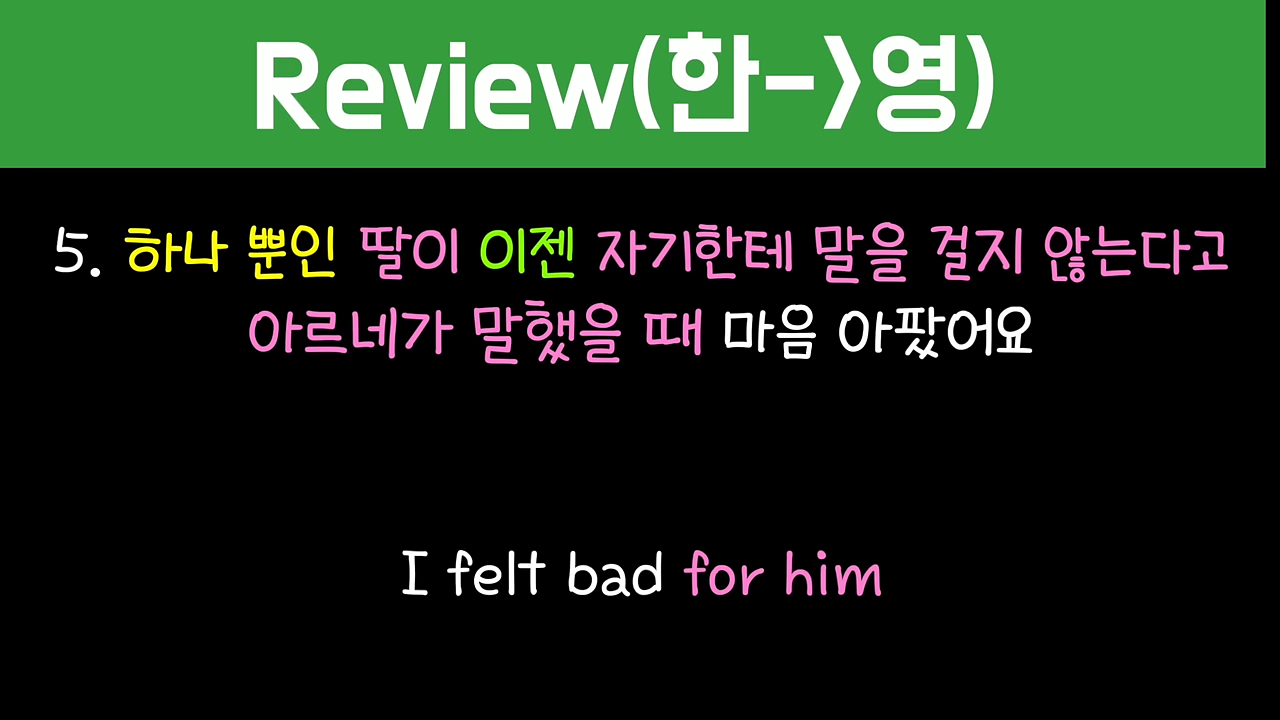 Review(한->영)
5. 하나 뿐인 딸이 이젠 자기한테 말을 걸지 않는다고
아르네가 말했을 때 마음 아팠어요
I felt bad for him